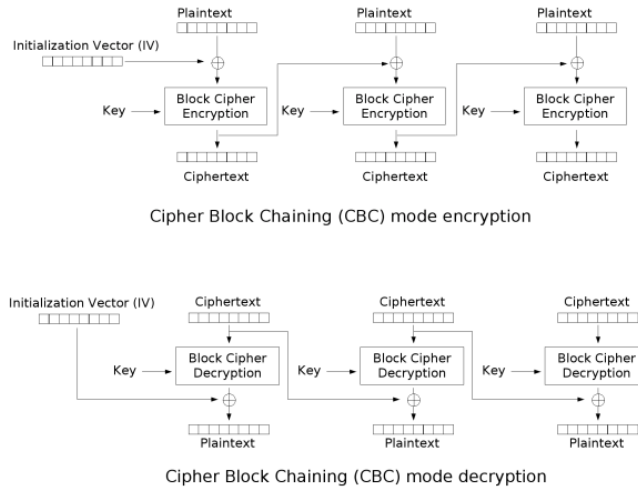 Plaintext Plaintext Plaintext
Initialization Vector (IV)
Key Block Cipher Encryption Key Block Cipher Encryption Key Block Cipher Encryption
Ciphertext Ciphertext Ciphertext
Cipher Block Chaining (CBC) mode encryption
Initialization Vector (IV) Ciphertext Ciphertext Ciphertext
Key Block Cipher Decryption Key Block Cipher Decryption Key Block Cipher Decryption
Plaintext Plaintext Plaintext
Cipher Block Chaining (CBC) mode decryption